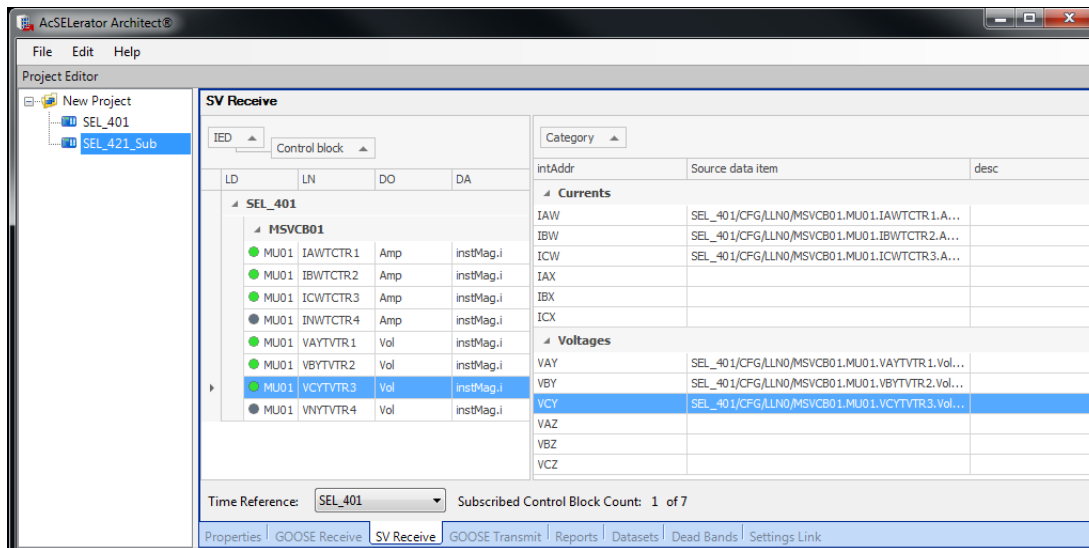 AcSELerator Architect®
File Edit Help
Project Editor
New Project
SEL_401
SEL_421_Sub
SV Receive
IED
Control block
LD LN DO DA
SEL_401
MSVCB01
MU01 IAWTCTR1 Amp instMag.i
MU01 IBWTCTR2 Amp instMag.i
MU01 ICWTCTR3 Amp instMag.i
MU01 INWTCTR4 Amp instMag.i
MU01 VAYTVTR1 Vol instMag.i
MU01 VBYTVTR2 Vol instMag.i
MU01 VCYTVTR3 Vol instMag.i
MU01 VNYTVTR4 Vol instMag.i
Category
intAddr Source data item desc
Currents
IAW SEL_401/CFG/LLN0/MSVCB01.MU01.IAWTCTR1.A...
IBW SEL_401/CFG/LLN0/MSVCB01.MU01.IBWTCTR2.A...
ICW SEL_401/CFG/LLN0/MSVCB01.MU01.ICWTCTR3.A...
IAX
IBX
ICX
Voltages
VAY SEL_401/CFG/LLN0/MSVCB01.MU01.VAYTVTR1.Vol...
VBY SEL_401/CFG/LLN0/MSVCB01.MU01.VBYTVTR2.Vol...
VCY SEL_401/CFG/LLN0/MSVCB01.MU01.VCYTVTR3.Vol...
VAZ
VBZ
VCZ
Time Reference: SEL_401 Subscribed Control Block Count: 1 of 7
Properties GOOSE Receive SV Receive GOOSE Transmit Reports Datasets Dead Bands Settings Link